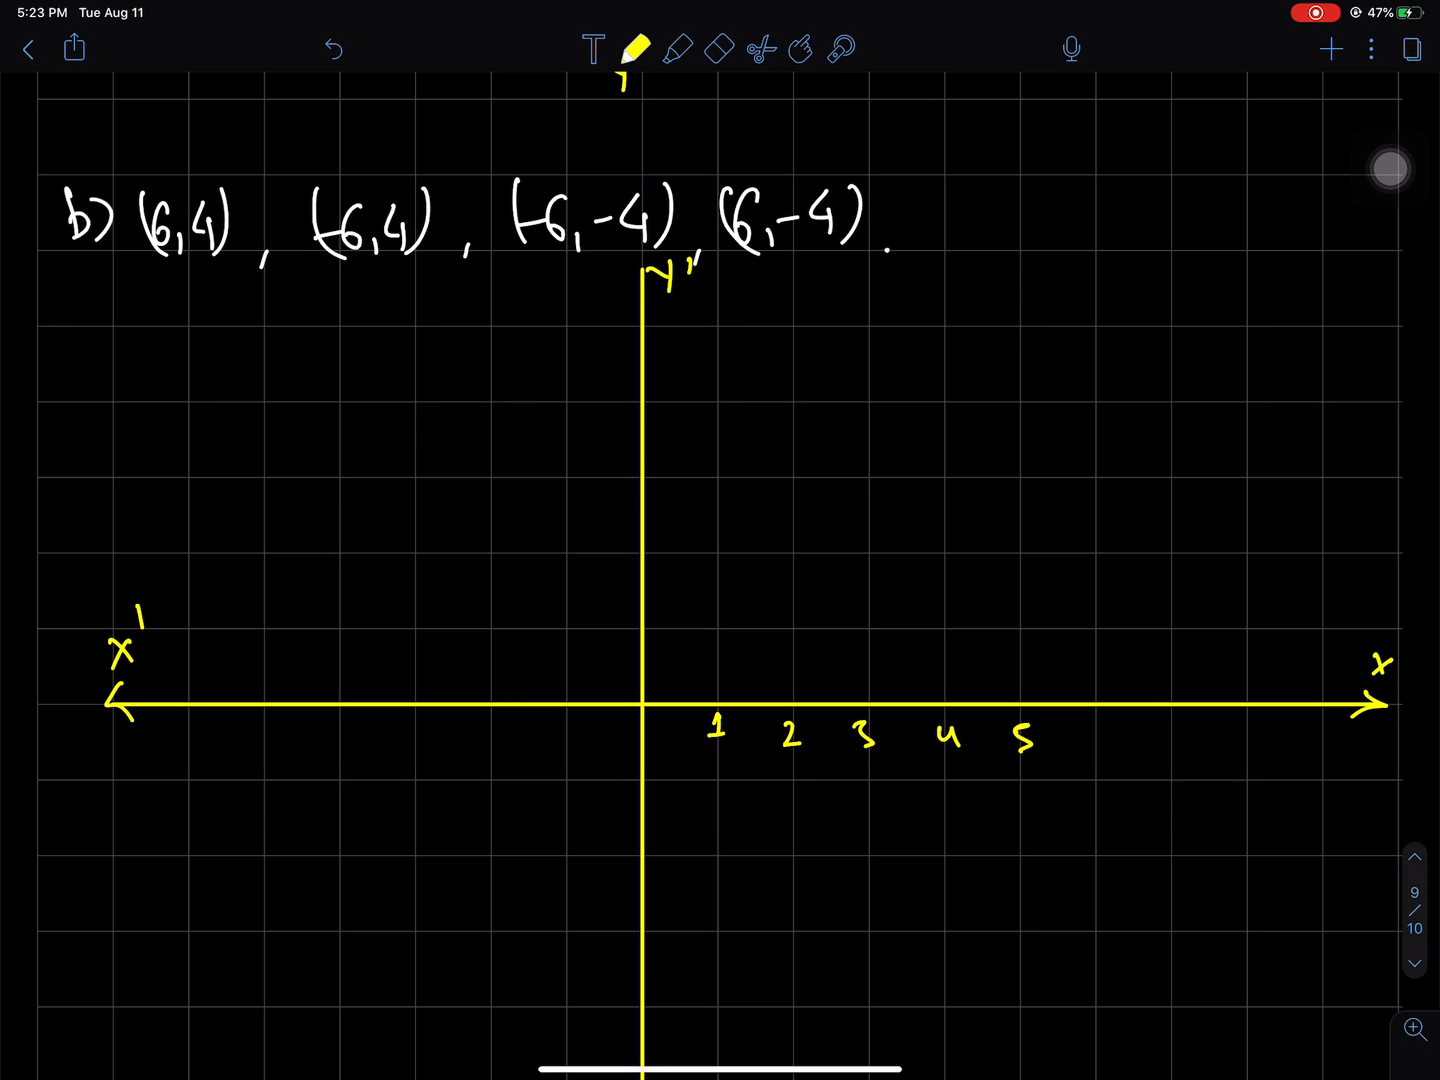 5:23 PM Tue Aug 11
47%
T
y
b) (6,4), (-6,4), (-6,-4), (6,-4).
y'
x'
x
1 2 3 4 5
9
/
10